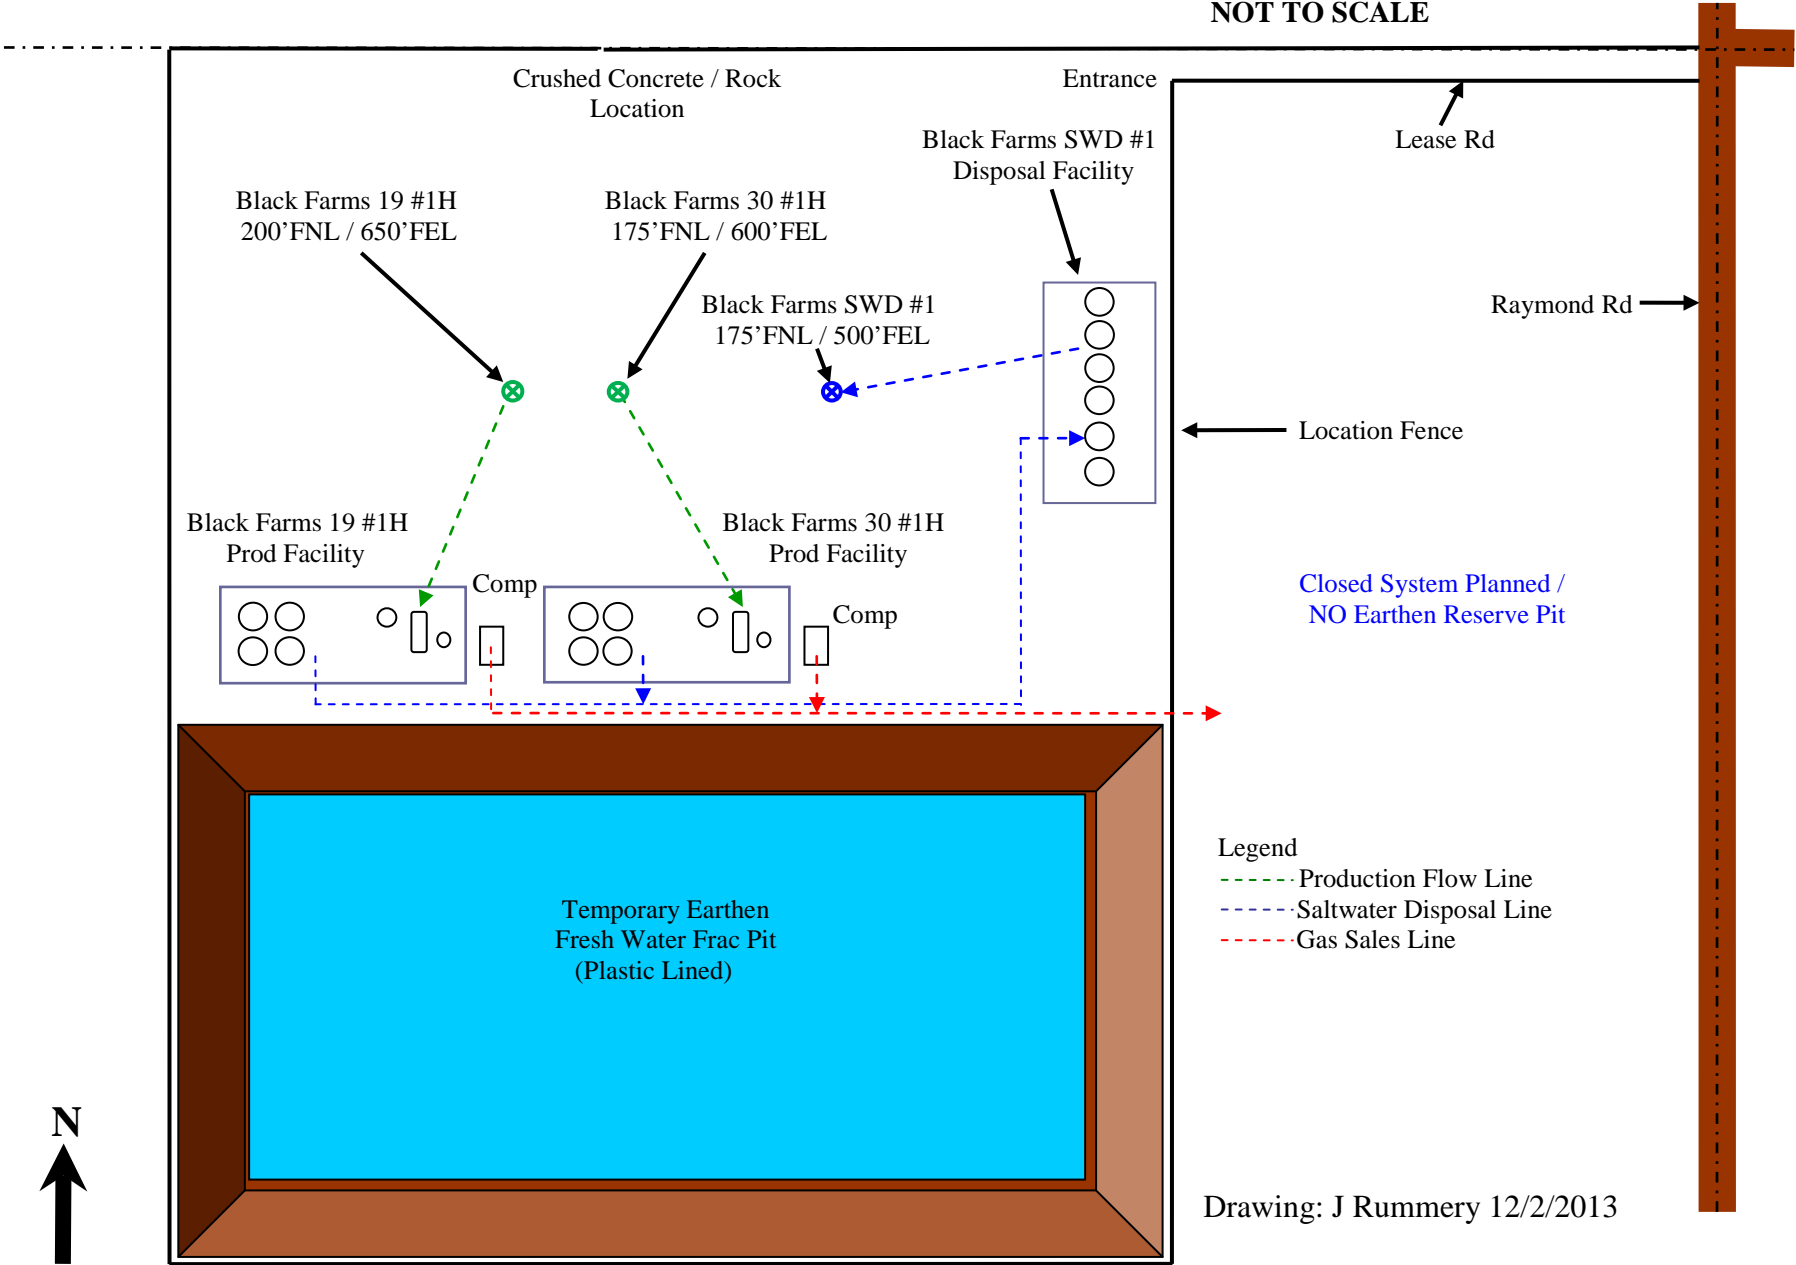 NOT TO SCALE
Crushed Concrete / Rock
Location
Entrance
Lease Rd
Black Farms SWD #1
Disposal Facility
Black Farms 19 #1H
200’FNL / 650’FEL
Black Farms 30 #1H
175’FNL / 600’FEL
Black Farms SWD #1
175’FNL / 500’FEL
Raymond Rd
Location Fence
Black Farms 19 #1H
Prod Facility
Comp
Black Farms 30 #1H
Prod Facility
Comp
Closed System Planned /
NO Earthen Reserve Pit
Legend
Production Flow Line
Saltwater Disposal Line
Gas Sales Line
Temporary Earthen
Fresh Water Frac Pit
(Plastic Lined)
N
Drawing: J Rummery 12/2/2013